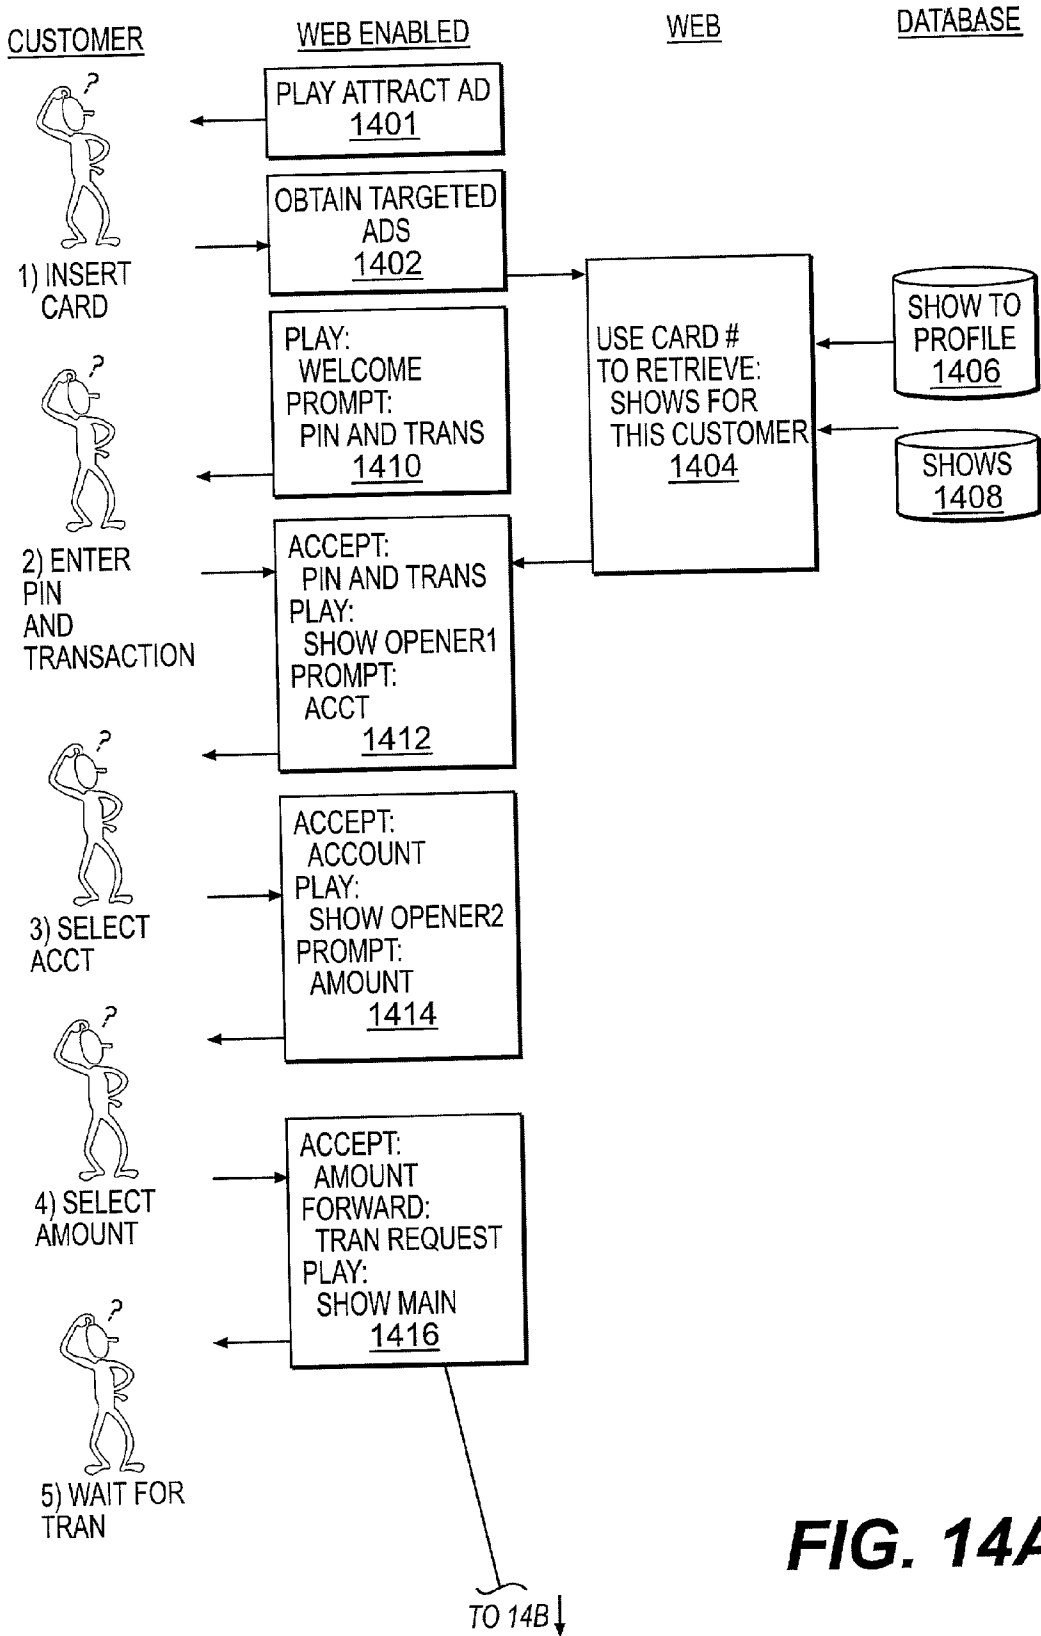 CUSTOMER
WEB ENABLED
WEB
DATABASE
?
PLAY ATTRACT AD
1401
OBTAIN TARGETED
ADS
1402
1) INSERT
CARD
USE CARD #
TO RETRIEVE:
SHOWS FOR
THIS CUSTOMER
1404
SHOW TO
PROFILE
1406
SHOWS
1408
?
PLAY:
WELCOME
PROMPT:
PIN AND TRANS
1410
2) ENTER
PIN
AND
TRANSACTION
ACCEPT:
PIN AND TRANS
PLAY:
SHOW OPENER1
PROMPT:
ACCT
1412
?
3) SELECT
ACCT
ACCEPT:
ACCOUNT
PLAY:
SHOW OPENER2
PROMPT:
AMOUNT
1414
?
4) SELECT
AMOUNT
ACCEPT:
AMOUNT
FORWARD:
TRAN REQUEST
PLAY:
SHOW MAIN
1416
?
5) WAIT FOR
TRAN
FIG. 14A
TO 14B